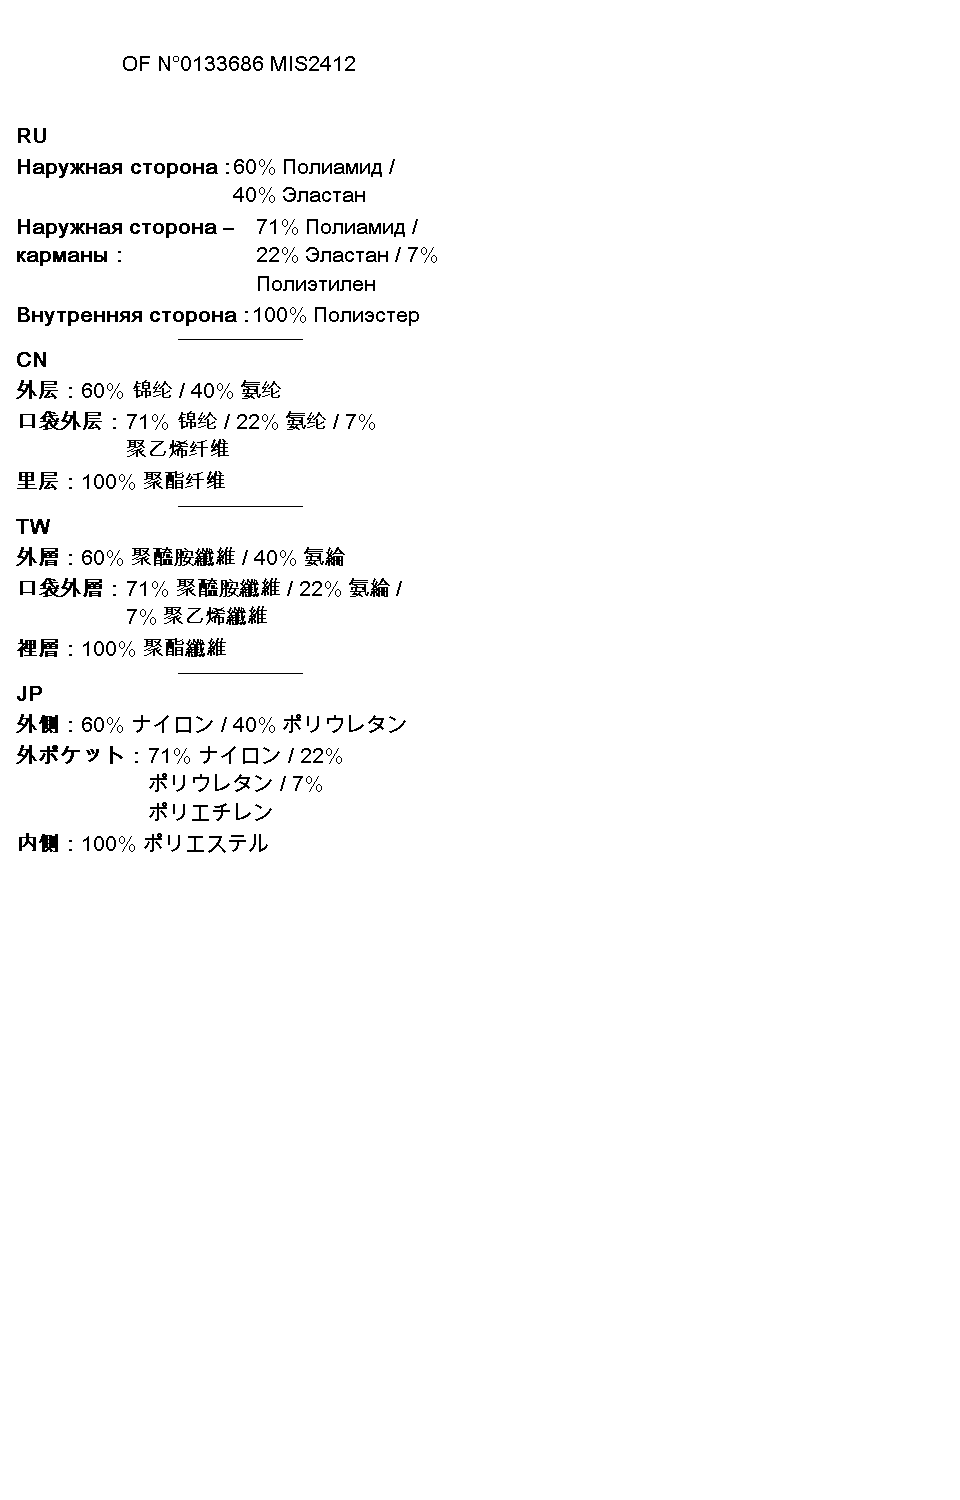 OF N°0133686 MIS2412
RU
Наружная сторона : 60% Полиамид /
40% Эластан
Наружная сторона – 71% Полиамид /
карманы : 22% Эластан / 7%
Полиэтилен
Внутренняя сторона : 100% Полиэстер
CN
外层 : 60% 锦纶 / 40% 氨纶
口袋外层 : 71% 锦纶 / 22% 氨纶 / 7%
聚乙烯纤维
里层 : 100% 聚酯纤维
TW
外層 : 60% 聚醯胺纖維 / 40% 氨綸
口袋外層 : 71% 聚醯胺纖維 / 22% 氨綸 /
7% 聚乙烯纖維
裡層 : 100% 聚酯纖維
JP
外側 : 60% ナイロン / 40% ポリウレタン
外ポケット : 71% ナイロン / 22%
ポリウレタン / 7%
ポリエチレン
内側 : 100% ポリエステル